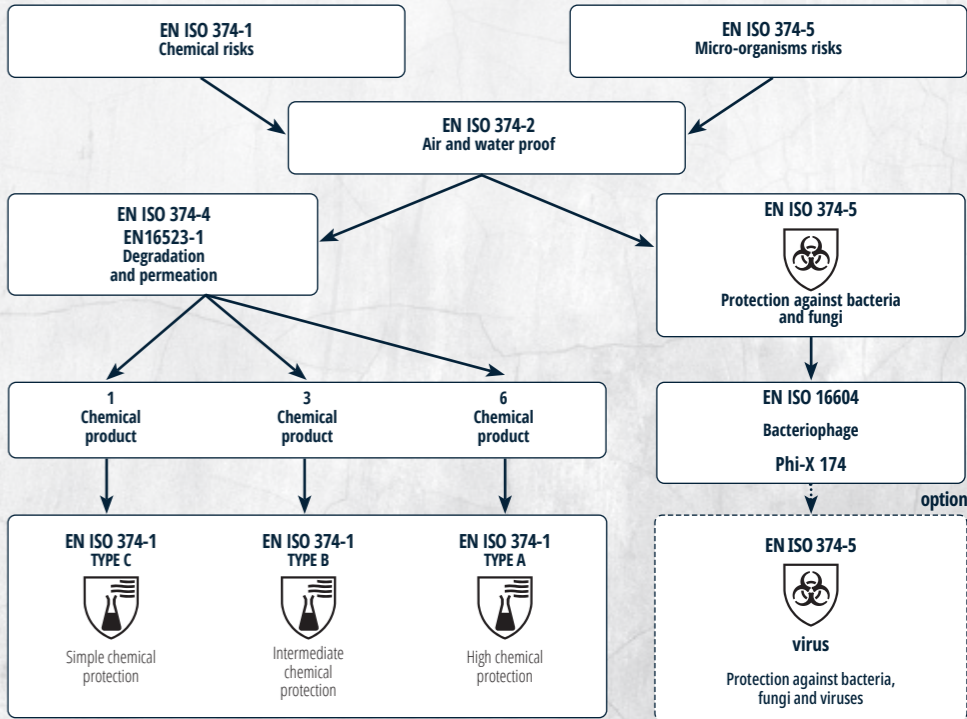 EN ISO 374-1
Chemical risks
EN ISO 374-5
Micro-organisms risks
EN ISO 374-2
Air and water proof
EN ISO 374-4
EN16523-1
Degradation
and permeation
EN ISO 374-5
Protection against bacteria
and fungi
1
Chemical
product
3
Chemical
product
6
Chemical
product
EN ISO 16604
Bacteriophage
Phi-X 174
option
EN ISO 374-1
TYPE C
Simple chemical
protection
EN ISO 374-1
TYPE B
Intermediate
chemical
protection
EN ISO 374-1
TYPE A
High chemical
protection
EN ISO 374-5
virus
Protection against bacteria,
fungi and viruses